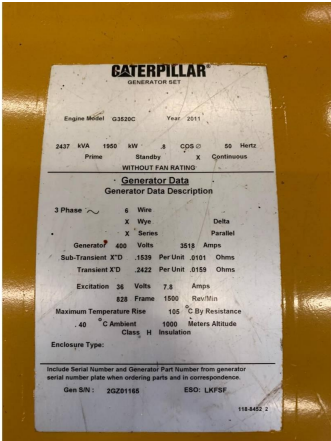 CATERPILLAR®
GENERATOR SET
Engine Model G3520C Year 2011
2437 kVA 1950 kW .8 COS Ø 50 Hertz
Prime Standby X Continuous
WITHOUT FAN RATING
Generator Data
Generator Data Description
3 Phase ~ 6 Wire
X Wye Delta
X Series Parallel
Generator 400 Volts 3518 Amps
Sub-Transient X"D .1539 Per Unit .0101 Ohms
Transient X'D .2422 Per Unit .0159 Ohms
Excitation 36 Volts 7.8 Amps
828 Frame 1500 Rev/Min
Maximum Temperature Rise 105 °C By Resistance
40 °C Ambient 1000 Meters Altitude
Class H Insulation
Enclosure Type:
Include Serial Number and Generator Part Number from generator
serial number plate when ordering parts and in correspondence.
Gen S/N : 2GZ01165 ESO: LKFSF
118-8452 2